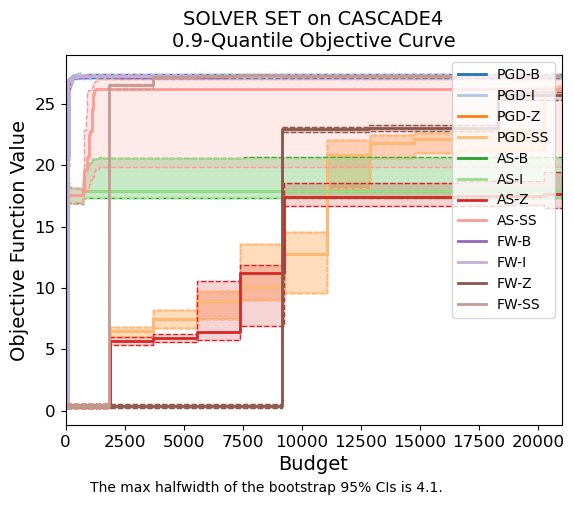 SOLVER SET on CASCADE4
0.9-Quantile Objective Curve
Objective Function Value
25
20
15
10
5
0
0
2500
5000
7500
10000
12500
15000
17500
20000
Budget
PGD-B
PGD-I
PGD-Z
PGD-SS
AS-B
AS-I
AS-Z
AS-SS
FW-B
FW-I
FW-Z
FW-SS
The max halfwidth of the bootstrap 95% CIs is 4.1.